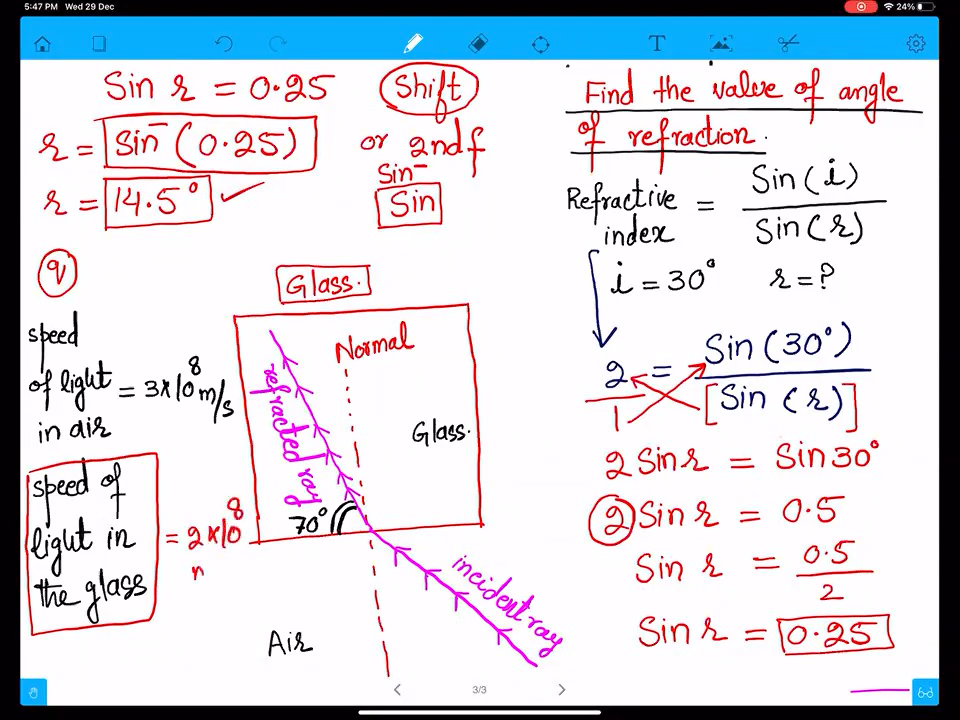 5:47 PM Wed 29 Dec
24%
T
Sin r = 0.25
r = Sin⁻ (0.25)
r = 14.5°
Shift
or 2ndf
Sin⁻
Sin
q
speed
of light = 3×10⁸ m/s
in air
speed of
light in = 2×10⁸
the glass
n
Glass.
Normal
refracted ray
Glass.
70°
incident ray
Air
Find the value of angle
of refraction.
Refractive index = Sin(i) / Sin(r)
i = 30° r = ?
2/1 = Sin(30°) / [Sin(r)]
2 Sin r = Sin 30°
2 Sin r = 0.5
Sin r = 0.5 / 2
Sin r = 0.25
3/3